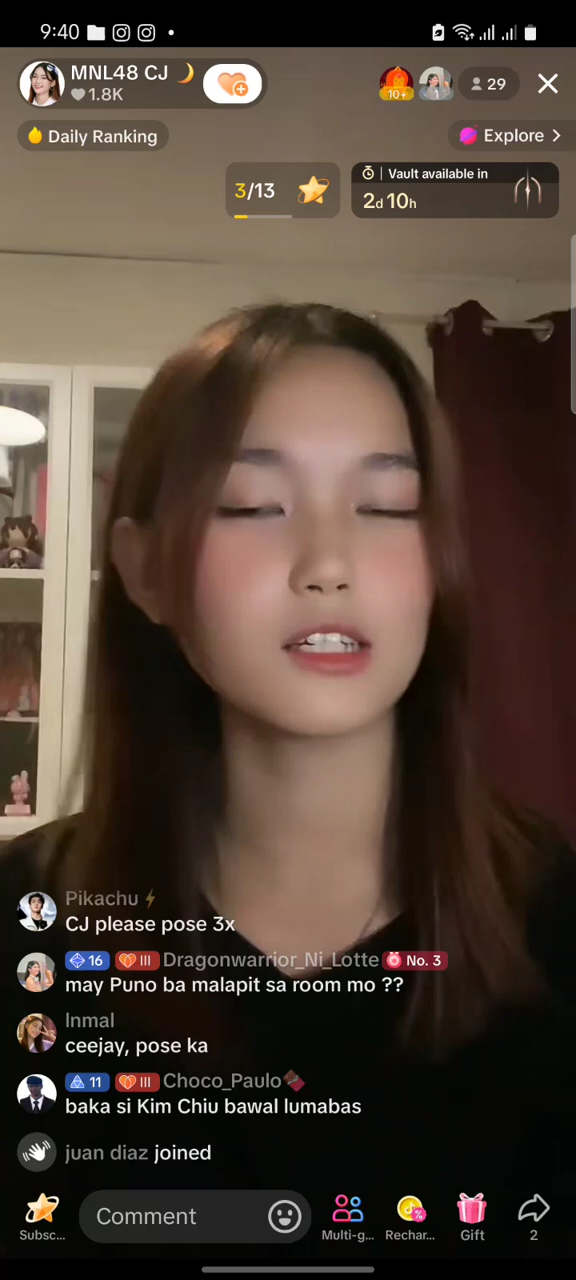 9:40
MNL48 CJ 🌙
1.8K
10+
1
29
Daily Ranking
Explore >
3/13
Vault available in
2d 10h
Pikachu⚡
CJ please pose 3x
16 III Dragonwarrior_Ni_Lotte No. 3
may Puno ba malapit sa room mo ??
Inmal
ceejay, pose ka
11 III Choco_Paulo🍫
baka si Kim Chiu bawal lumabas
juan diaz joined
Comment
Subsc... Multi-g... Rechar... Gift 2